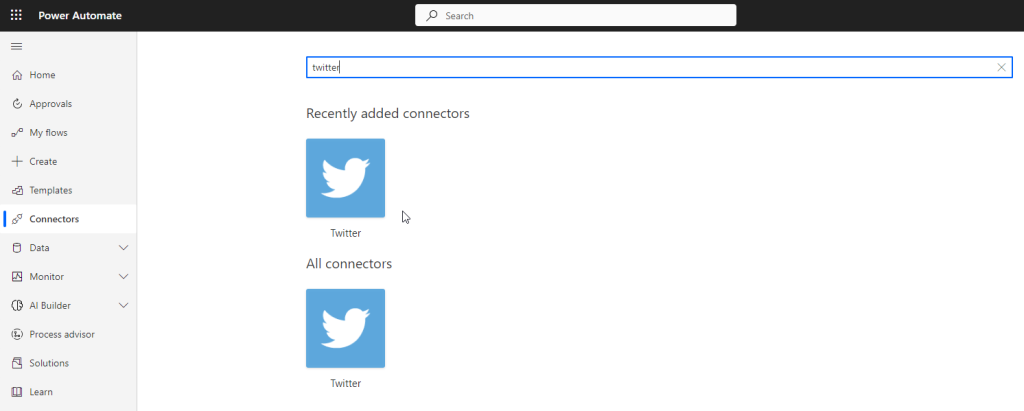 Power Automate
Search
Home
Approvals
My flows
Create
Templates
Connectors
Data
Monitor
AI Builder
Process advisor
Solutions
Learn
twitter
Recently added connectors
Twitter
All connectors
Twitter